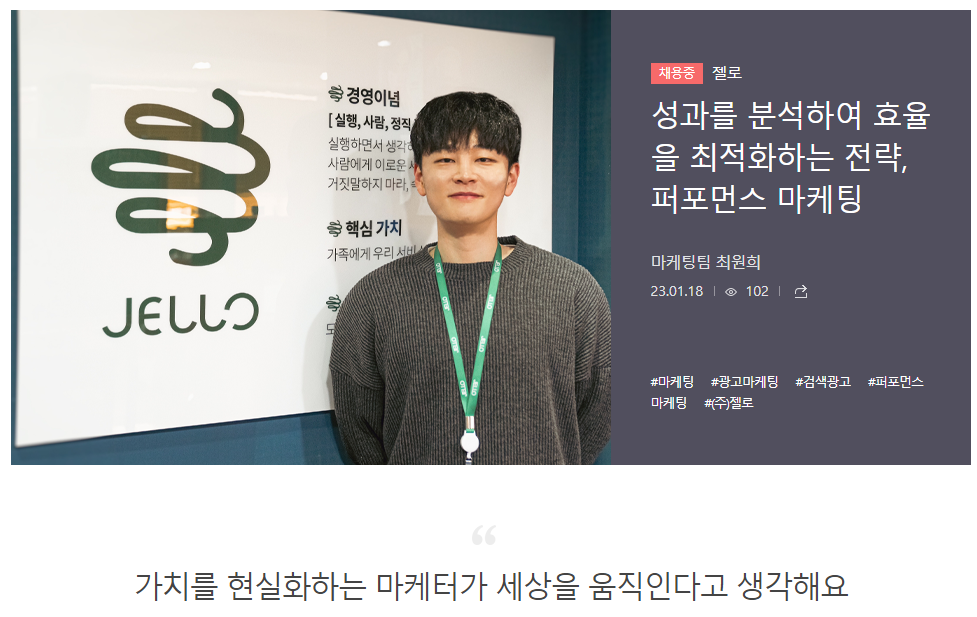 JELLO
경영이념
[ 실행, 사람, 정직
실행하면서 생각하
사람에게 이로운
거짓말하지 마라,
핵심 가치
가족에게 우리 서비스
채용중 젤로
성과를 분석하여 효율
을 최적화하는 전략,
퍼포먼스 마케팅
마케팅팀 최원희
23.01.18 102
#마케팅 #광고마케팅 #검색광고 #퍼포먼스
마케팅 #(주)젤로
“
가치를 현실화하는 마케터가 세상을 움직인다고 생각해요